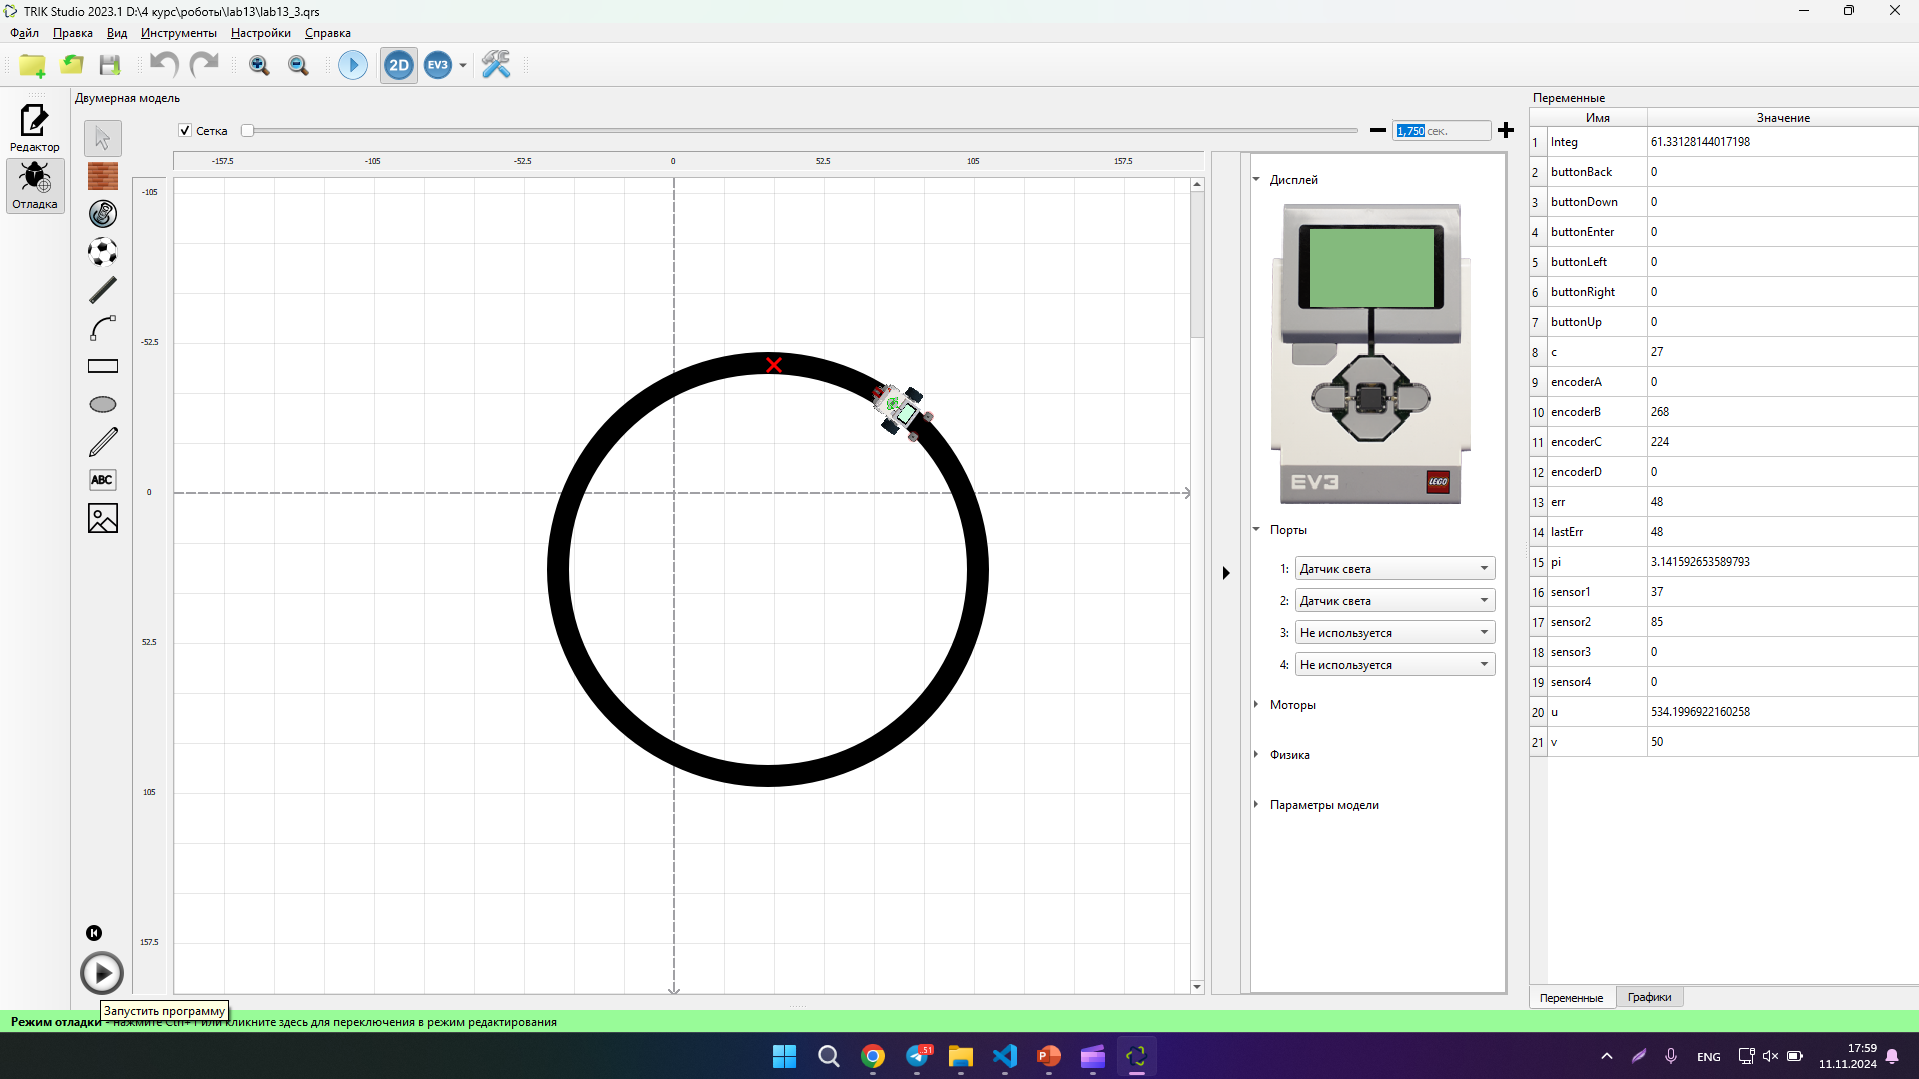 TRIK Studio 2023.1 D:\4 курс\роботы\lab13\lab13_3.qrs
Файл Правка Вид Инструменты Настройки Справка
2D EV3
Двумерная модель
Переменные
Редактор
Отладка
Сетка
1,750 сек.
-157.5 -105 -52.5 0 52.5 105 157.5
-105
-52.5
0
52.5
105
157.5
ABC
Дисплей
EV3
LEGO
Порты
1: Датчик света
2: Датчик света
3: Не используется
4: Не используется
Моторы
Физика
Параметры модели
Имя Значение
1 Integ 61.33128144017198
2 buttonBack 0
3 buttonDown 0
4 buttonEnter 0
5 buttonLeft 0
6 buttonRight 0
7 buttonUp 0
8 c 27
9 encoderA 0
10 encoderB 268
11 encoderC 224
12 encoderD 0
13 err 48
14 lastErr 48
15 pi 3.141592653589793
16 sensor1 37
17 sensor2 85
18 sensor3 0
19 sensor4 0
20 u 534.1996922160258
21 v 50
Переменные Графики
Запустить программу
Режим отладки - нажмите Ctrl+1 или кликните здесь для переключения в режим редактирования
51
ENG
17:59
11.11.2024